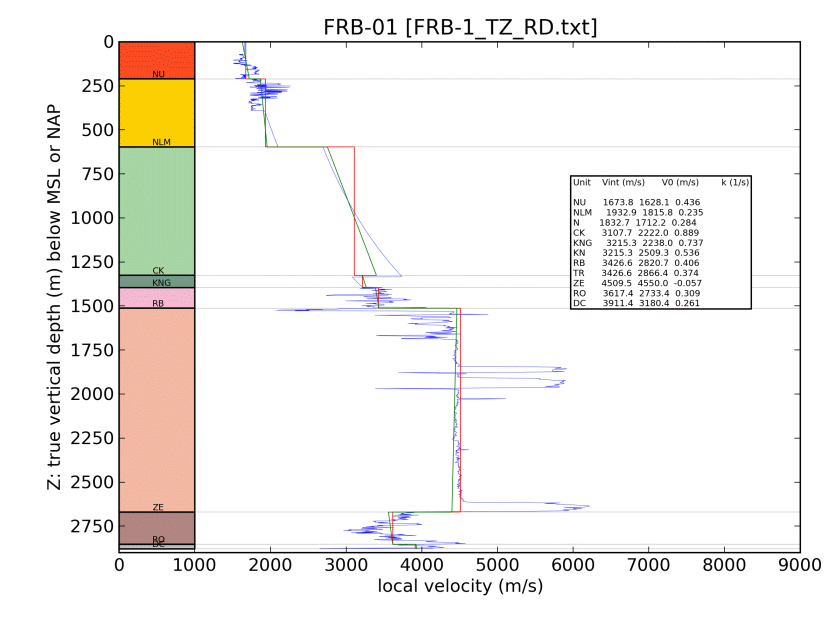 FRB-01 [FRB-1_TZ_RD.txt]
Z: true vertical depth (m) below MSL or NAP
0
250
500
750
1000
1250
1500
1750
2000
2250
2500
2750
NU
NLM
CK
KNG
RB
ZE
RO
DC
Unit Vint (m/s) V0 (m/s) k (1/s)
NU 1673.8 1628.1 0.436
NLM 1932.9 1815.8 0.235
N 1832.7 1712.2 0.284
CK 3107.7 2222.0 0.889
KNG 3215.3 2238.0 0.737
KN 3215.3 2509.3 0.536
RB 3426.6 2820.7 0.406
TR 3426.6 2866.4 0.374
ZE 4509.5 4550.0 -0.057
RO 3617.4 2733.4 0.309
DC 3911.4 3180.4 0.261
0 1000 2000 3000 4000 5000 6000 7000 8000 9000
local velocity (m/s)